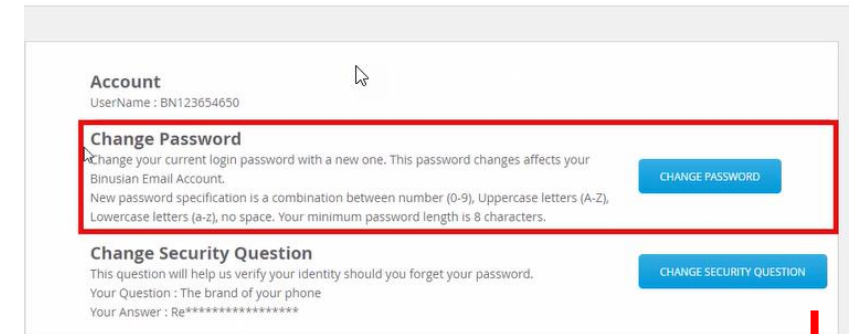 Account
UserName : BN123654650
Change Password
Change your current login password with a new one. This password changes affects your
Binusian Email Account.
CHANGE PASSWORD
New password specification is a combination between number (0-9), Uppercase letters (A-Z),
Lowercase letters (a-z), no space. Your minimum password length is 8 characters.
Change Security Question
This question will help us verify your identity should you forget your password.
CHANGE SECURITY QUESTION
Your Question : The brand of your phone
Your Answer : Re*****************